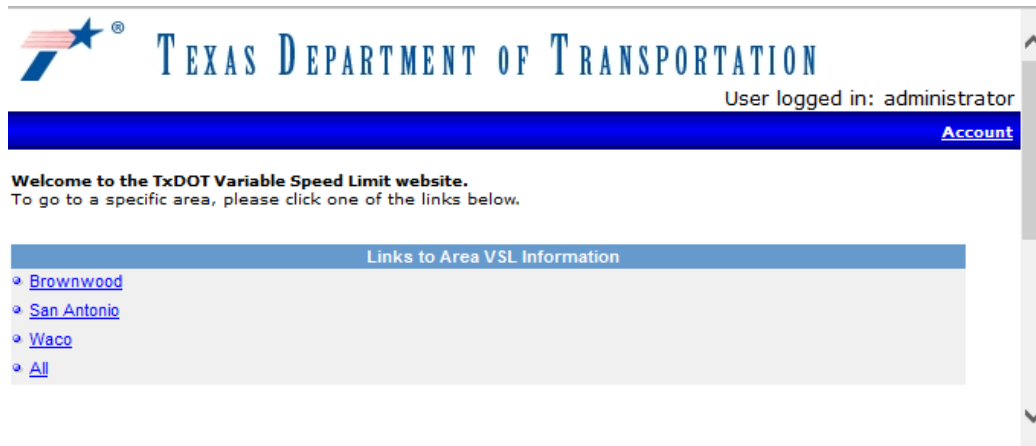 ®
TEXAS DEPARTMENT OF TRANSPORTATION
User logged in: administrator
Account
Welcome to the TxDOT Variable Speed Limit website.
To go to a specific area, please click one of the links below.
Links to Area VSL Information
Brownwood
San Antonio
Waco
All